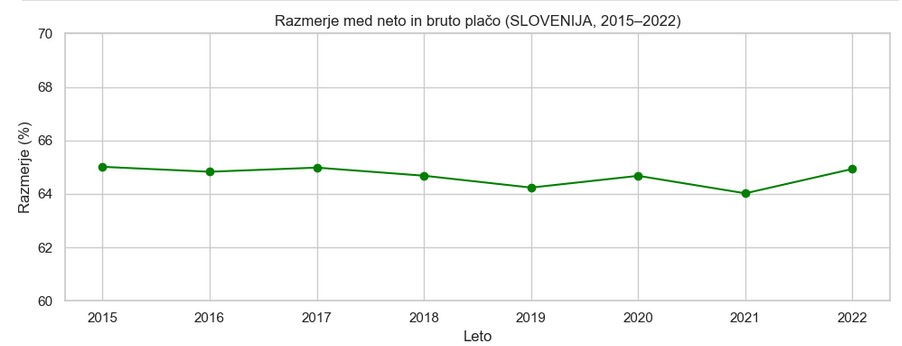 Razmerje med neto in bruto plačo (SLOVENIJA, 2015–2022)
70
68
66
64
62
60
Razmerje (%)
2015 2016 2017 2018 2019 2020 2021 2022
Leto